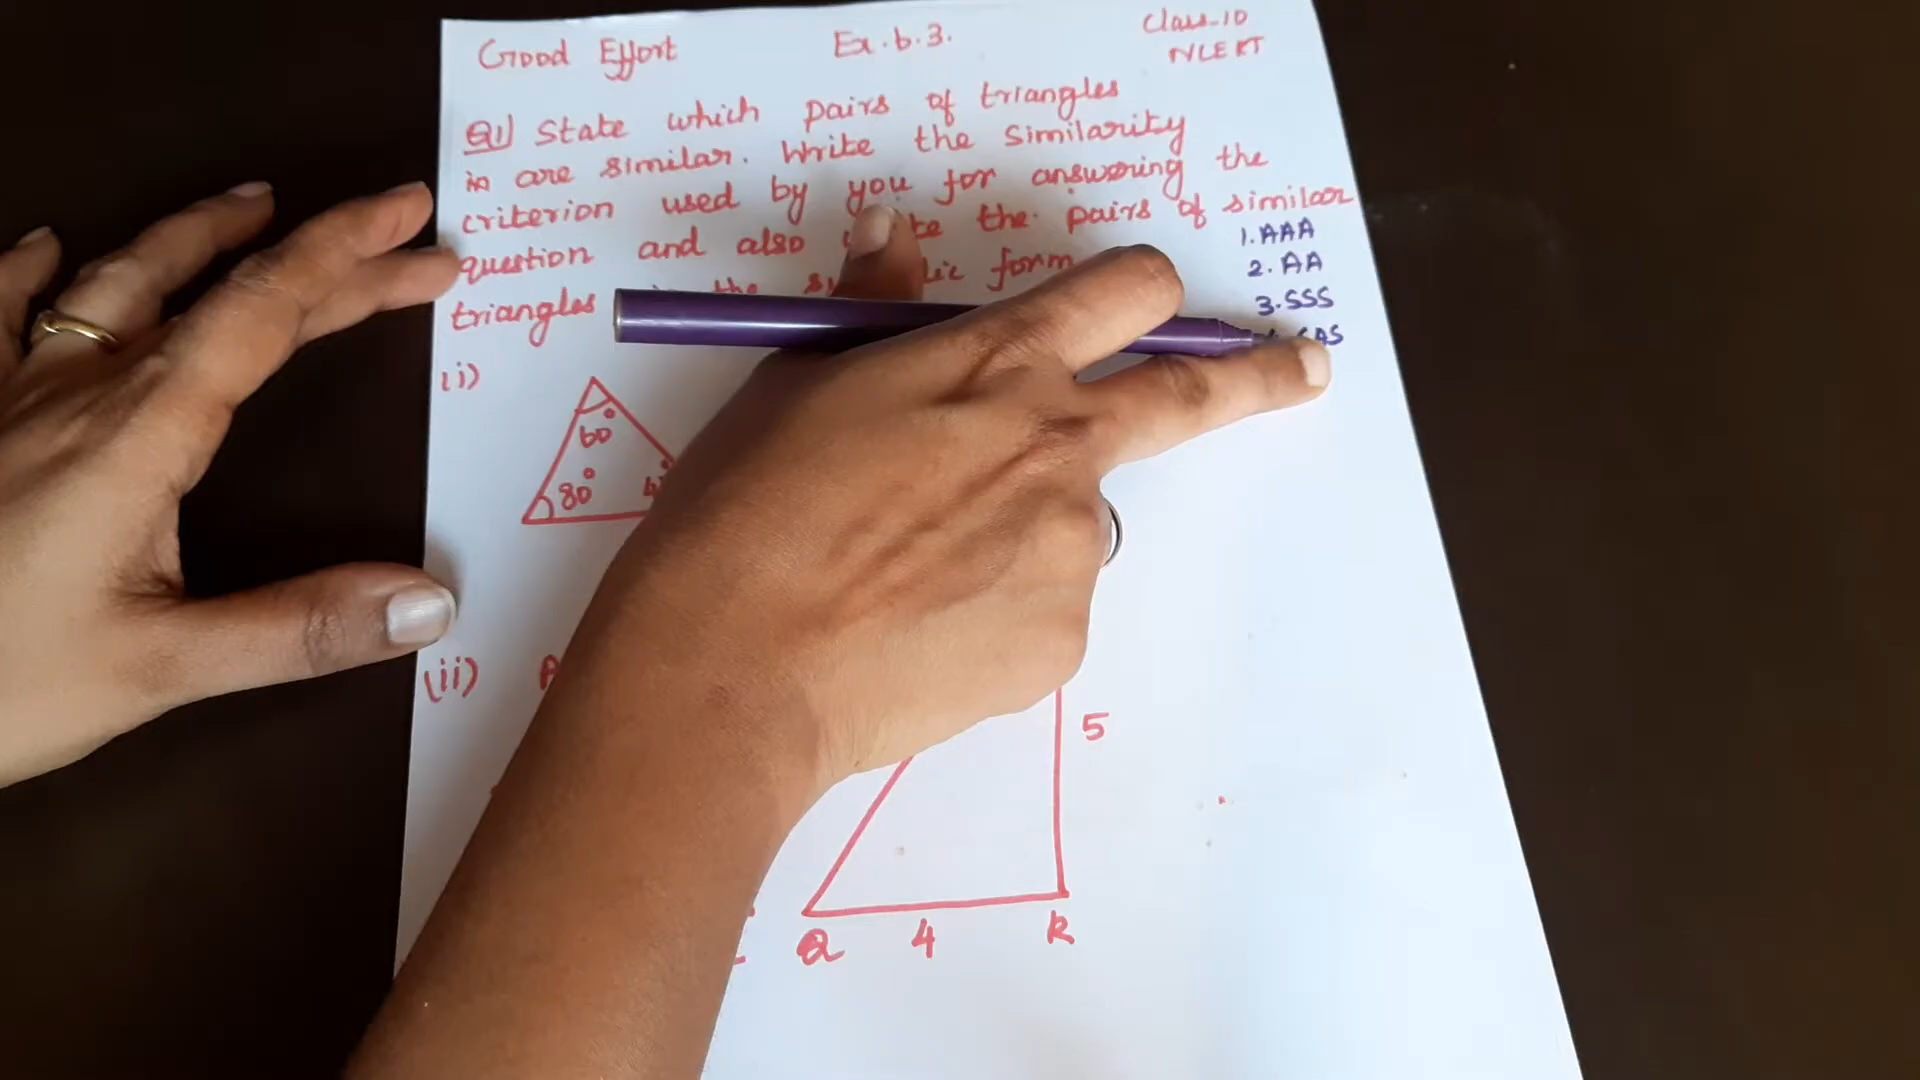 Good Effort
Ex. 6.3.
Class-10
NCERT
Q1) State which pairs of triangles
in are similar. Write the similarity
criterion used by you for answering the
question and also the pairs of similar
triangles the form
1. AAA
2. AA
3. SSS
SAS
(i)
60°
80°
(ii)
A
5
Q 4 R